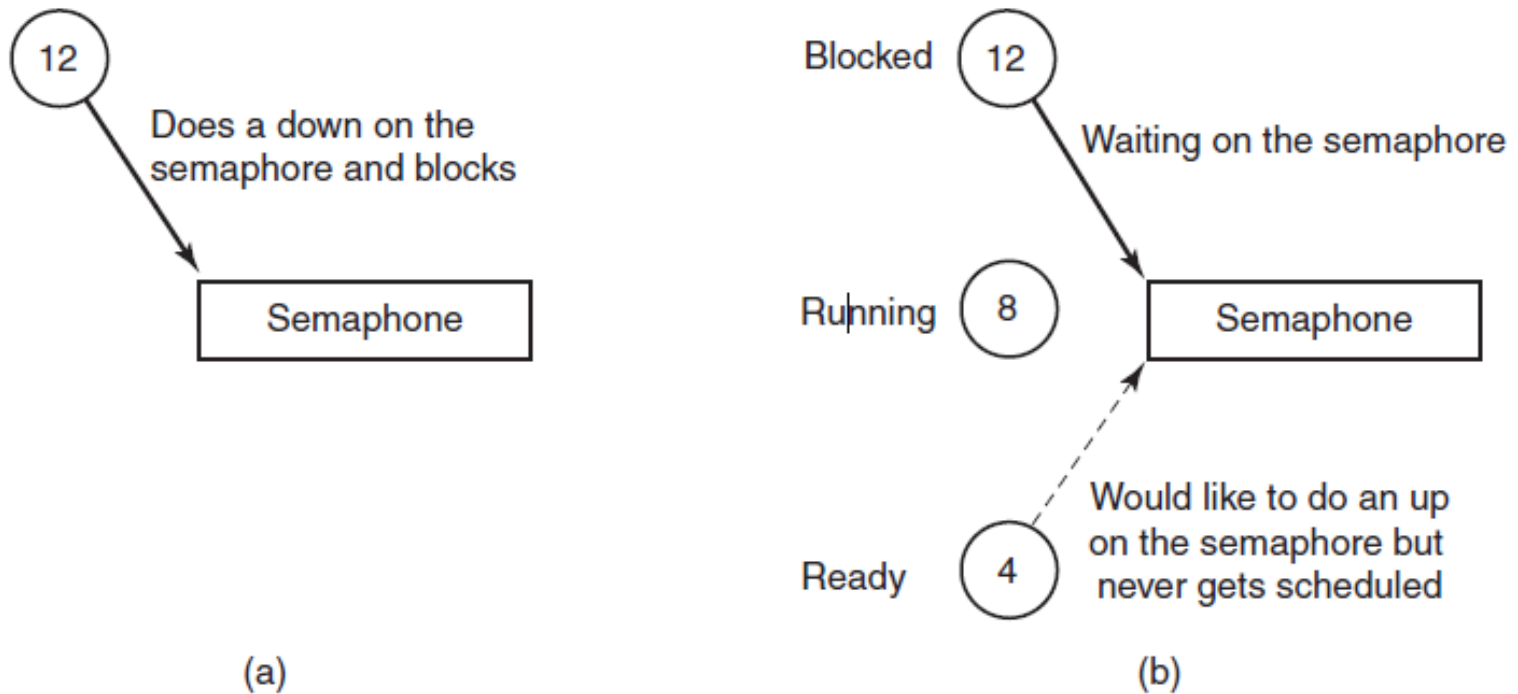 12
Does a down on the
semaphore and blocks
Semaphone
(a)
Blocked
12
Waiting on the semaphore
Running
8
Semaphone
Would like to do an up
on the semaphore but
never gets scheduled
Ready
4
(b)